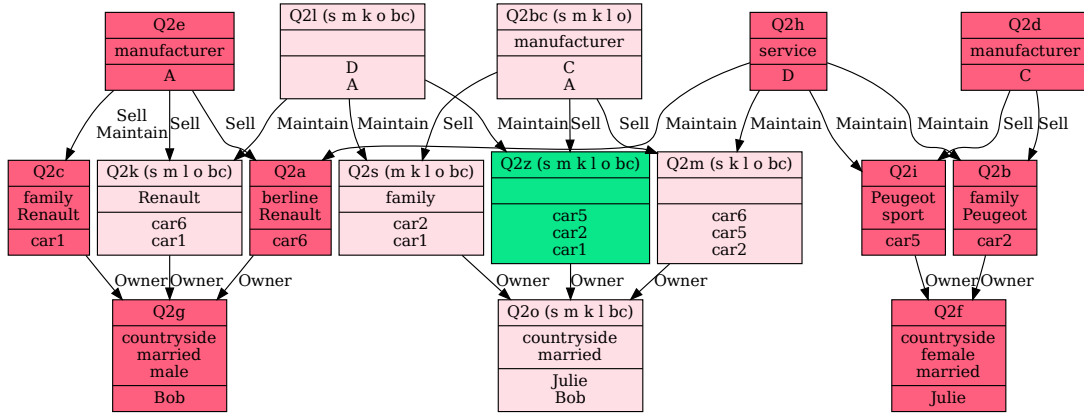 Q2e
manufacturer
A
Q2l (s m k o bc)
D
A
Q2bc (s m k l o)
manufacturer
C
A
Q2h
service
D
Q2d
manufacturer
C
Sell
Maintain
Sell
Sell
Maintain
Maintain
Sell
Maintain
Sell
Sell
Maintain
Maintain
Sell
Maintain
Sell
Q2c
family
Renault
car1
Q2k (s m l o bc)
Renault
car6
car1
Q2a
berline
Renault
car6
Q2s (m k l o bc)
family
car2
car1
Q2z (s m k l o bc)
car5
car2
car1
Q2m (s k l o bc)
car6
car5
car2
Q2i
Peugeot
sport
car5
Q2b
family
Peugeot
car2
Owner
Owner
Owner
Owner
Owner
Owner
Owner
Owner
Q2g
countryside
married
male
Bob
Q2o (s m k l bc)
countryside
married
Julie
Bob
Q2f
countryside
female
married
Julie